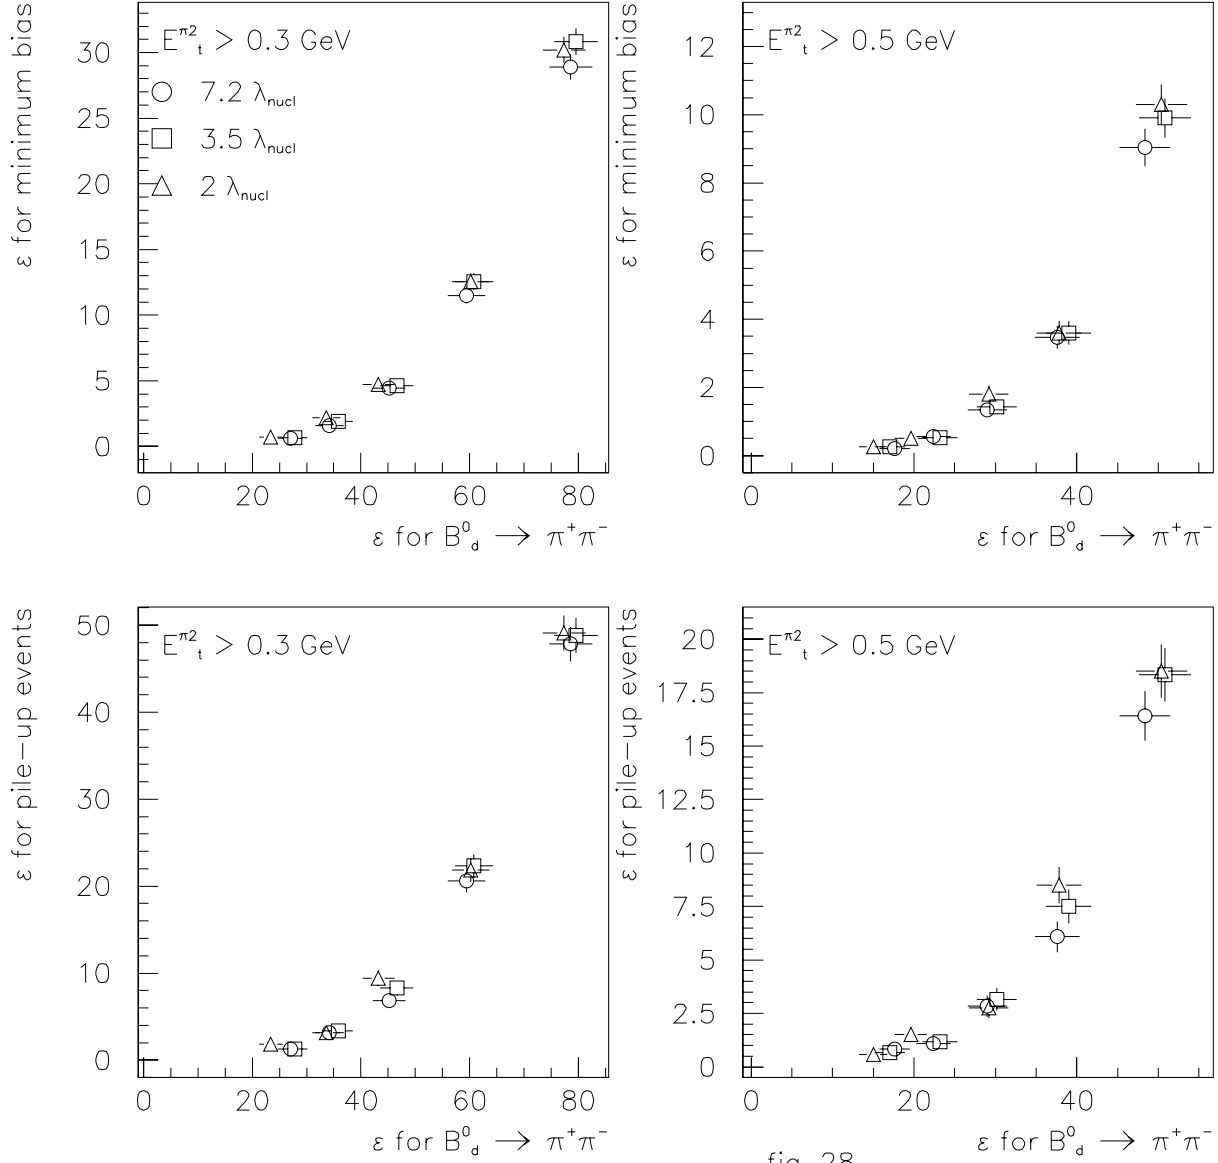 ε for minimum bias
E^π2_t > 0.3 GeV
7.2 λ_nucl
3.5 λ_nucl
2 λ_nucl
30
25
20
15
10
5
0
0 20 40 60 80
ε for B^0_d → π^+π^-
ε for minimum bias
E^π2_t > 0.5 GeV
12
10
8
6
4
2
0
0 20 40
ε for B^0_d → π^+π^-
ε for pile-up events
E^π2_t > 0.3 GeV
50
40
30
20
10
0
0 20 40 60 80
ε for B^0_d → π^+π^-
ε for pile-up events
E^π2_t > 0.5 GeV
20
17.5
15
12.5
10
7.5
5
2.5
0
0 20 40
ε for B^0_d → π^+π^-
fig. 28